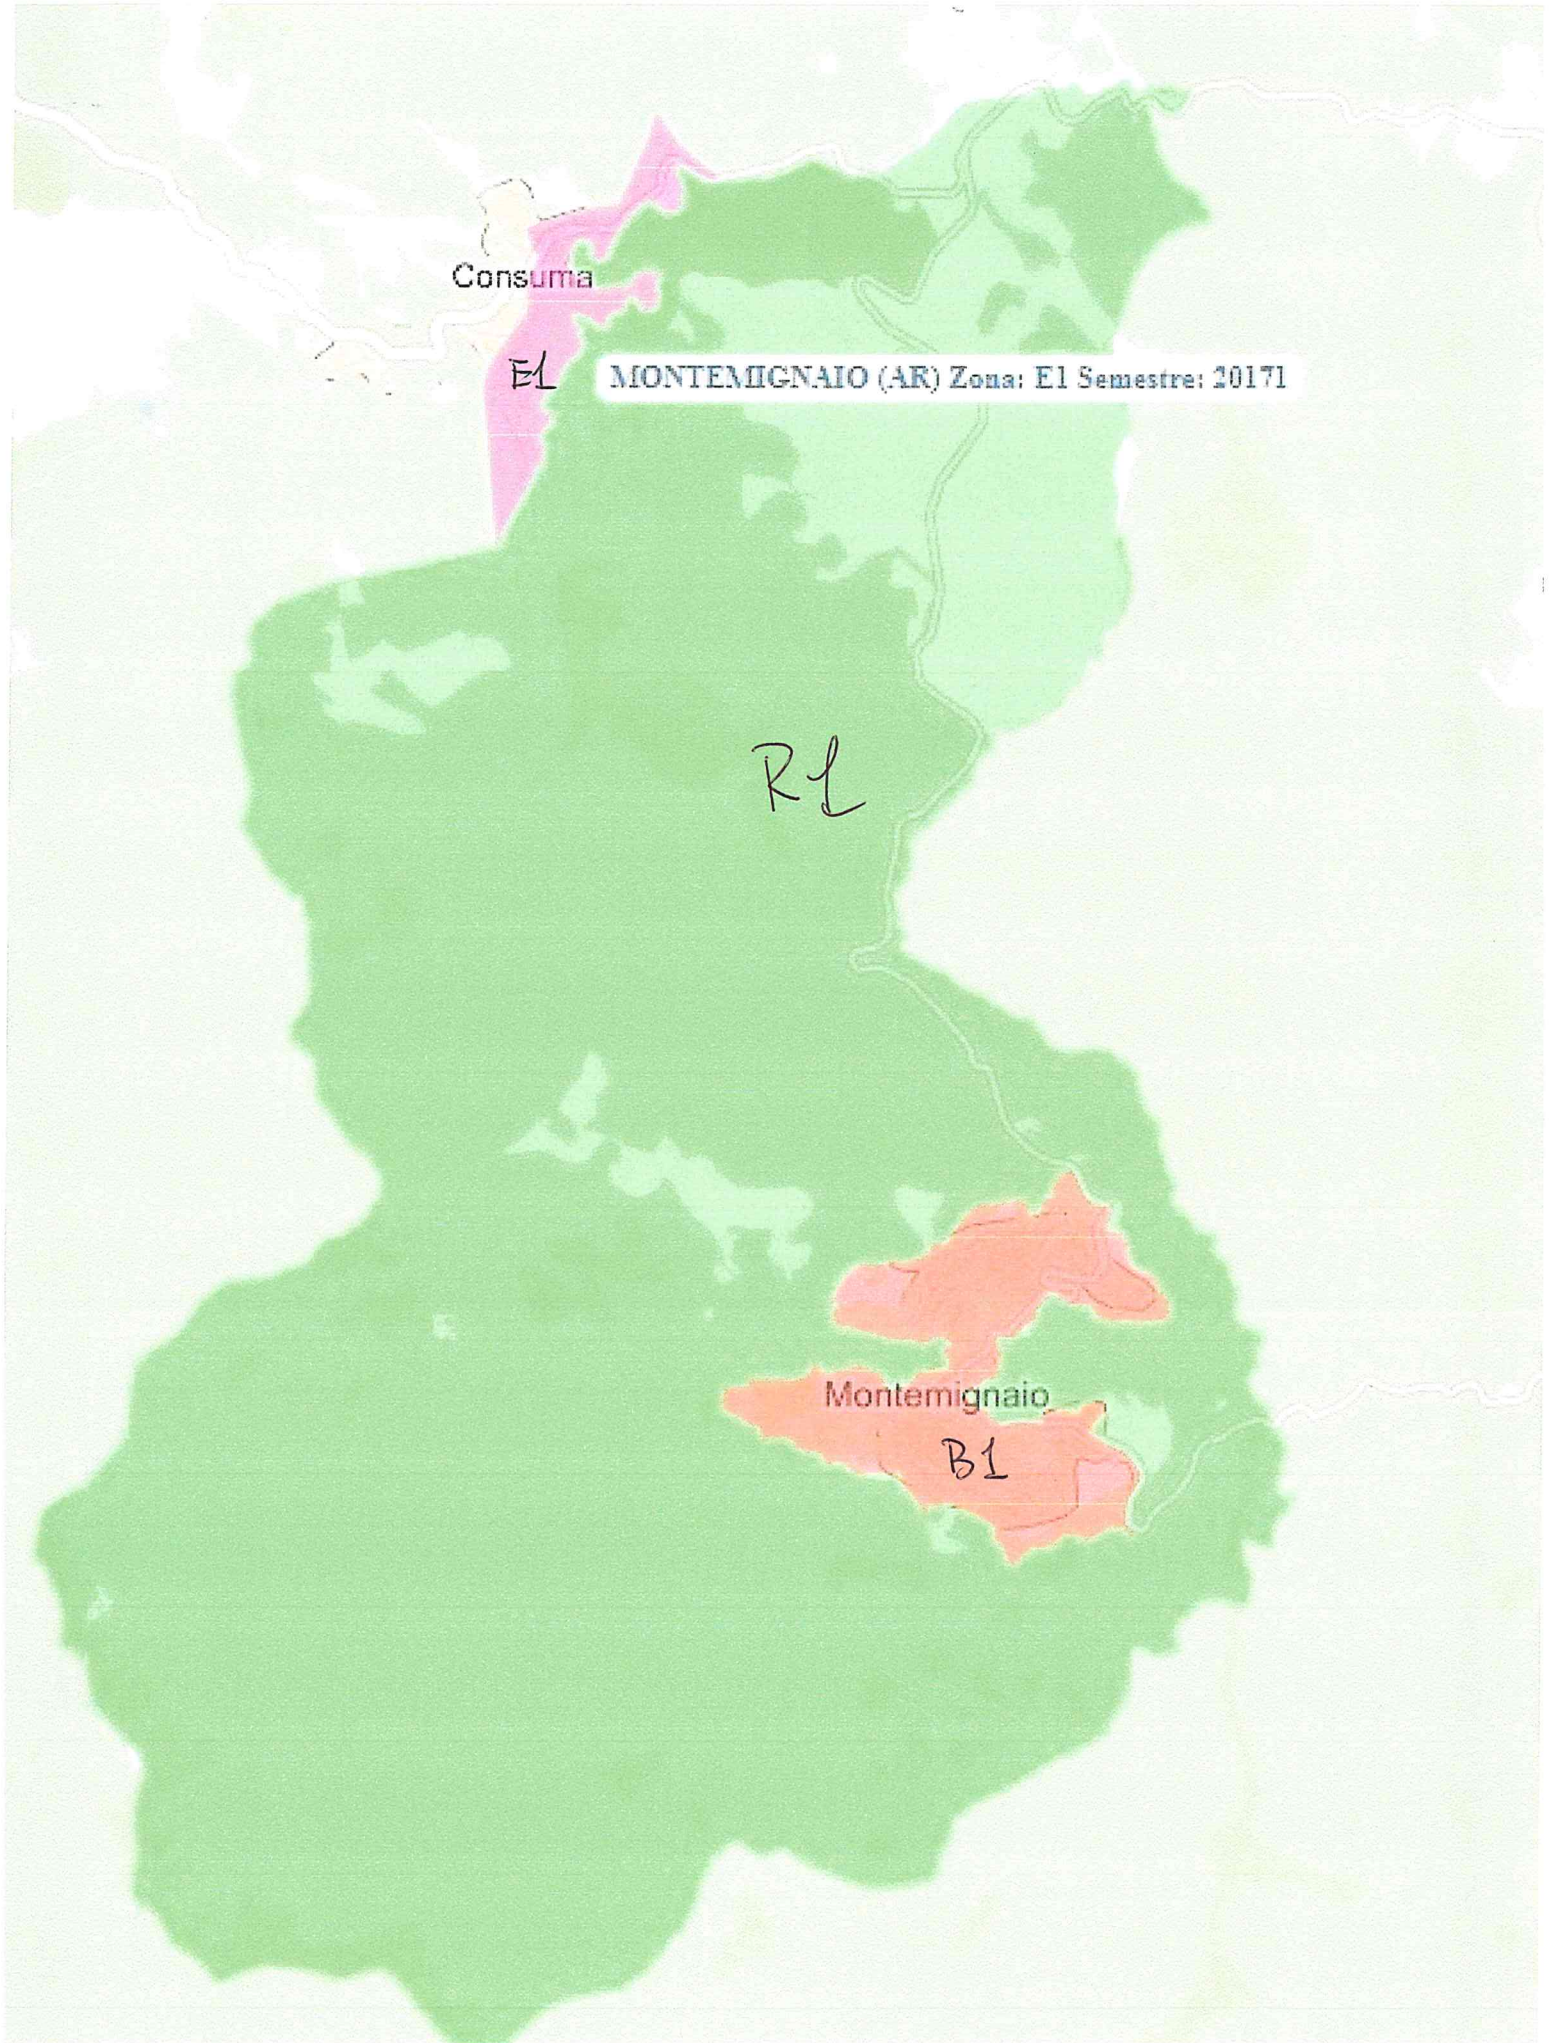 Consuma
E1
MONTEMIGNAIO (AR) Zona: E1 Semestre: 20171
R1
Montemignaio
B1